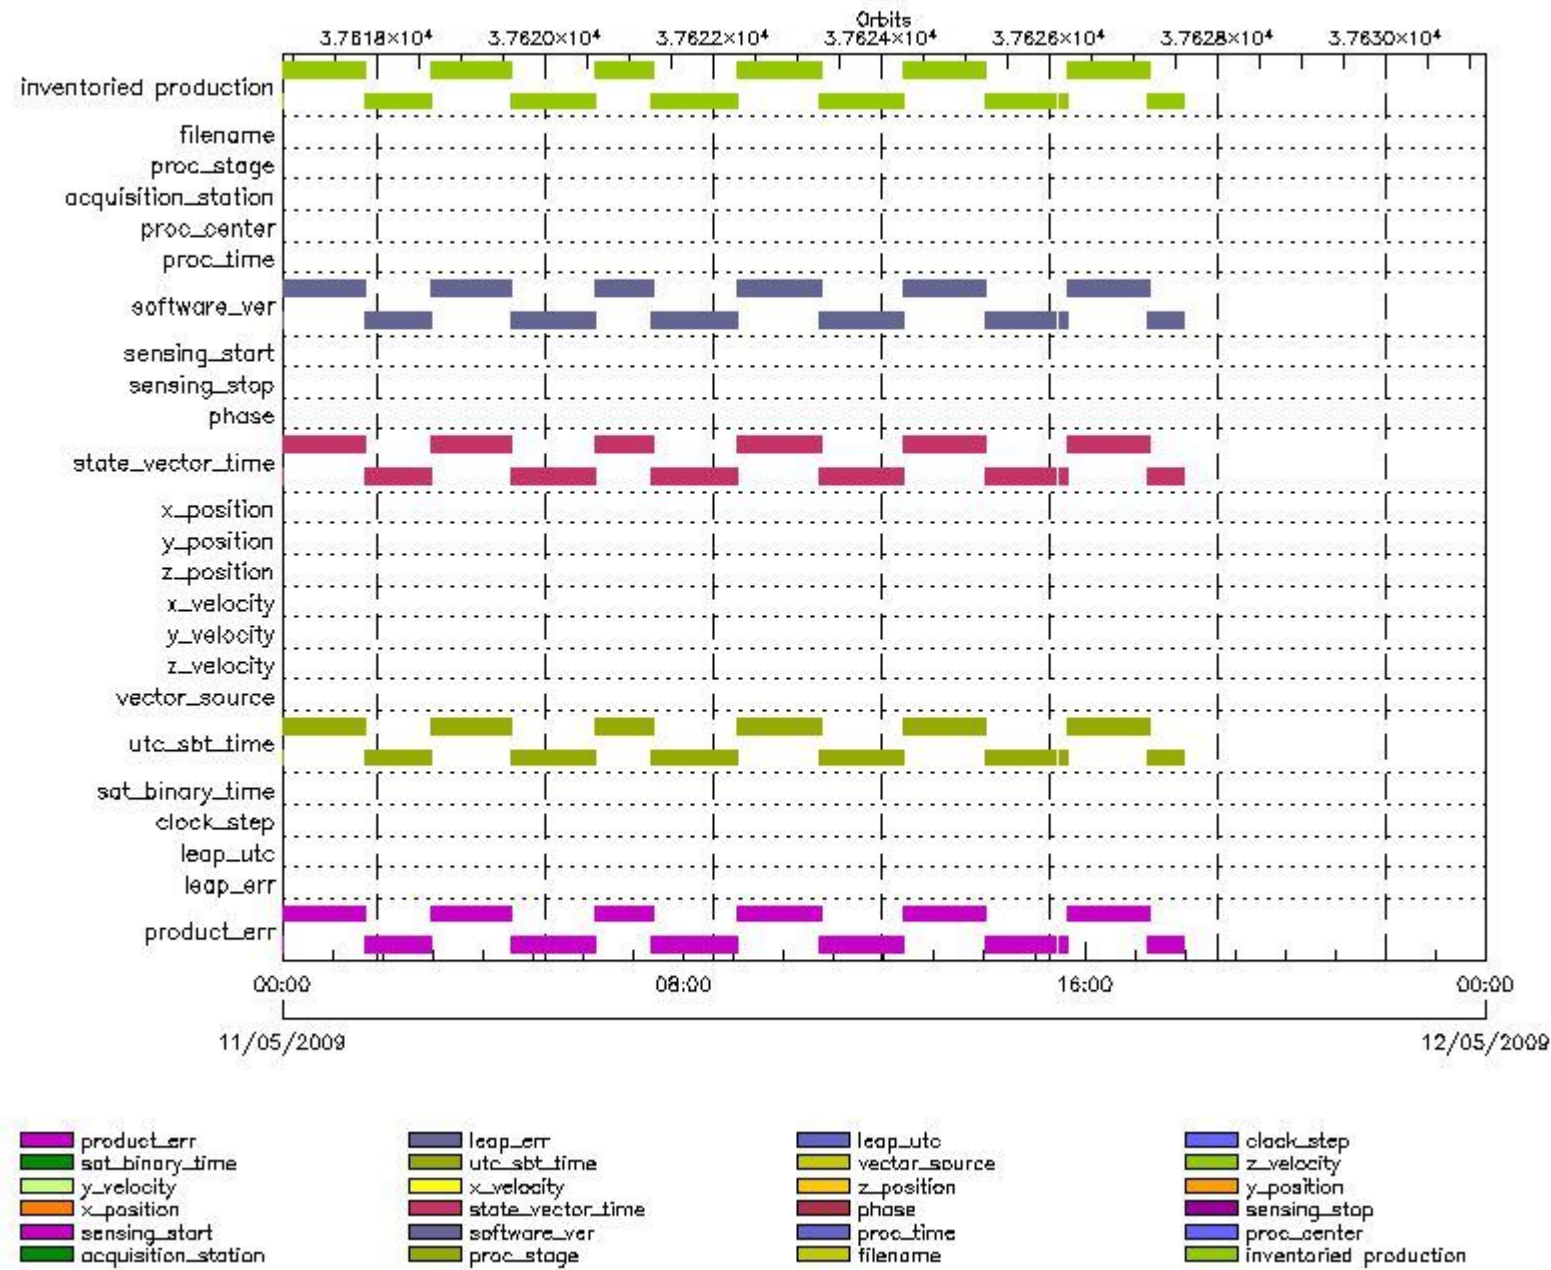 Orbits
3.7618×10⁴ 3.7620×10⁴ 3.7622×10⁴ 3.7624×10⁴ 3.7626×10⁴ 3.7628×10⁴ 3.7630×10⁴
inventoried production
filename
proc_stage
acquisition_station
proc_center
proc_time
software_ver
sensing_start
sensing_stop
phase
state_vector_time
x_position
y_position
z_position
x_velocity
y_velocity
z_velocity
vector_source
utc_sbt_time
sat_binary_time
clock_step
leap_utc
leap_err
product_err
00:00 08:00 16:00 00:00
11/05/2009 12/05/2009
product_err leap_err leap_utc clock_step
sat_binary_time utc_sbt_time vector_source z_velocity
y_velocity x_velocity z_position y_position
x_position state_vector_time phase sensing_stop
sensing_start software_ver proc_time proc_center
acquisition_station proc_stage filename inventoried production